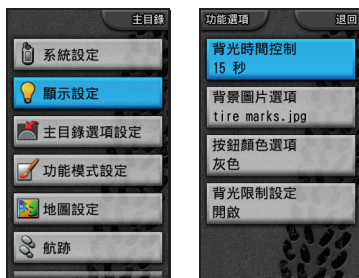 主目錄
系統設定
顯示設定
主目錄選項設定
功能模式設定
地圖設定
航跡
功能選項
退回
背光時間控制
15 秒
背景圖片選項
tire marks.jpg
按鈕顏色選項
灰色
背光限制設定
開啟